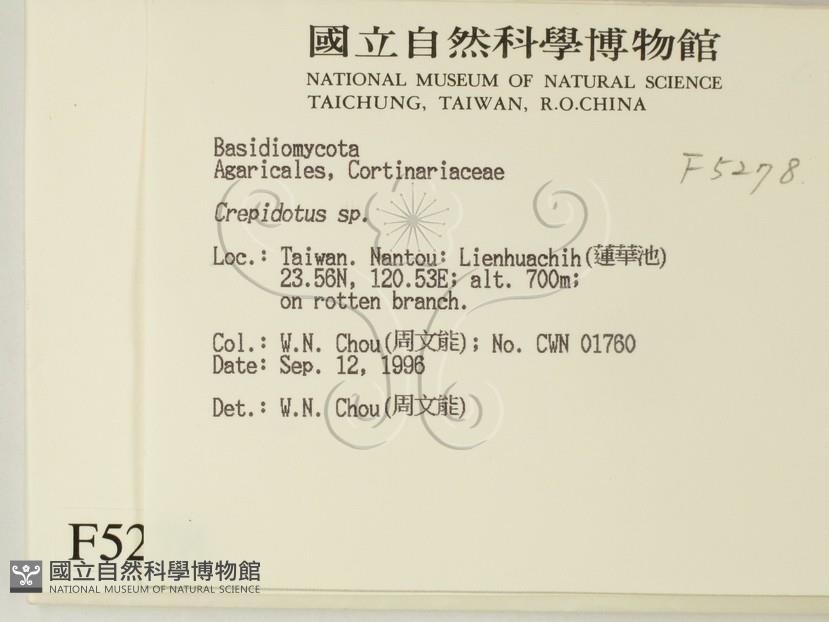 國立自然科學博物館
NATIONAL MUSEUM OF NATURAL SCIENCE
TAICHUNG, TAIWAN, R.O.CHINA
Basidiomycota
Agaricales, Cortinariaceae
F5278
Crepidotus sp.
Loc.: Taiwan. Nantou: Lienhuachih(蓮華池)
23.56N, 120.53E; alt. 700m;
on rotten branch.
Col.: W.N. Chou(周文能); No. CWN 01760
Date: Sep. 12, 1996
Det.: W.N. Chou(周文能)
F52
國立自然科學博物館
NATIONAL MUSEUM OF NATURAL SCIENCE